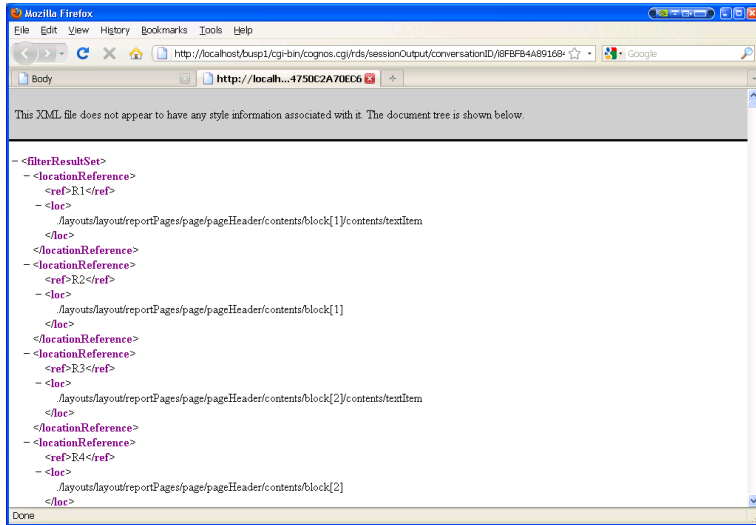 Mozilla Firefox
File Edit View History Bookmarks Tools Help
http://localhost/busp1/cgi-bin/cognos.cgi/rds/sessionOutput/conversationID/i8FBFB4A89168 Google
Body http://localh...4750C2A70EC6
This XML file does not appear to have any style information associated with it. The document tree is shown below.
− <filterResultSet>
− <locationReference>
<ref>R1</ref>
− <loc>
./layouts/layout/reportPages/page/pageHeader/contents/block[1]/contents/textItem
</loc>
</locationReference>
− <locationReference>
<ref>R2</ref>
− <loc>
./layouts/layout/reportPages/page/pageHeader/contents/block[1]
</loc>
</locationReference>
− <locationReference>
<ref>R3</ref>
− <loc>
./layouts/layout/reportPages/page/pageHeader/contents/block[2]/contents/textItem
</loc>
</locationReference>
− <locationReference>
<ref>R4</ref>
− <loc>
./layouts/layout/reportPages/page/pageHeader/contents/block[2]
</loc>
Done